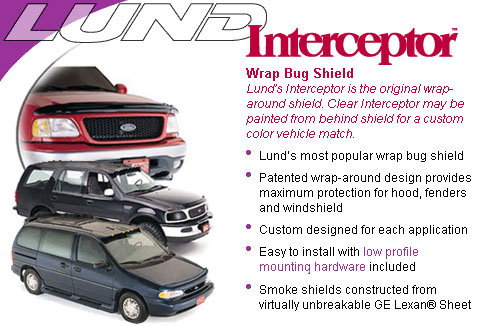 LUND
Interceptor™
Wrap Bug Shield
Lund's Interceptor is the original wrap-
around shield. Clear Interceptor may be
painted from behind shield for a custom
color vehicle match.
• Lund's most popular wrap bug shield
• Patented wrap-around design provides
maximum protection for hood, fenders
and windshield
• Custom designed for each application
• Easy to install with low profile
mounting hardware included
• Smoke shields constructed from
virtually unbreakable GE Lexan® Sheet